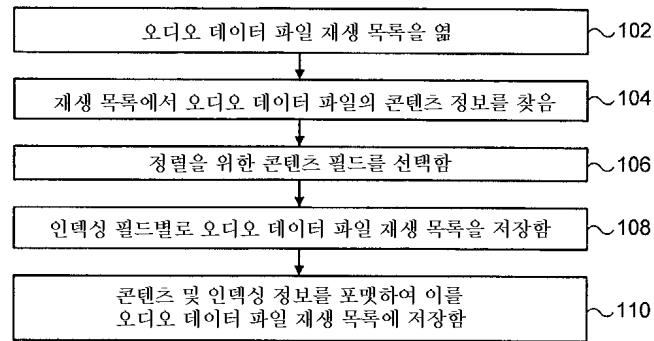 오디오 데이터 파일 재생 목록을 엶
102
재생 목록에서 오디오 데이터 파일의 콘텐츠 정보를 찾음
104
정렬을 위한 콘텐츠 필드를 선택함
106
인덱싱 필드별로 오디오 데이터 파일 재생 목록을 저장함
108
콘텐츠 및 인덱싱 정보를 포맷하여 이를
오디오 데이터 파일 재생 목록에 저장함
110